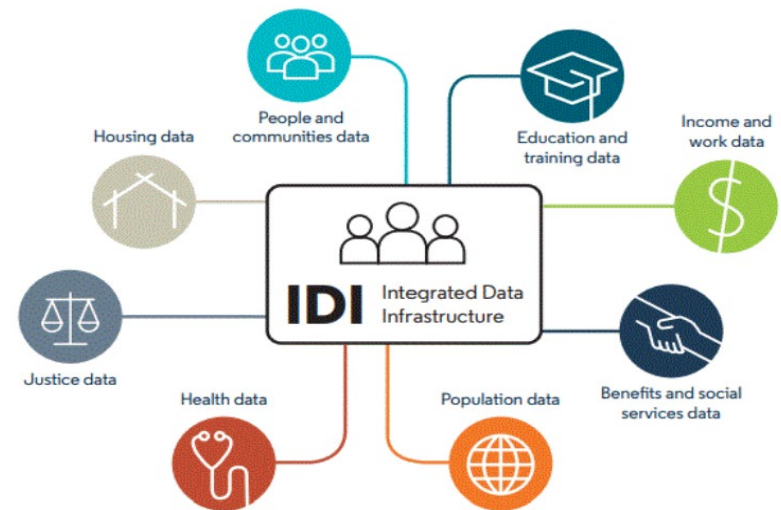 People and
communities data
Education and
training data
Income and
work data
Housing data
IDI Integrated Data
Infrastructure
Justice data
Benefits and social
services data
Health data
Population data